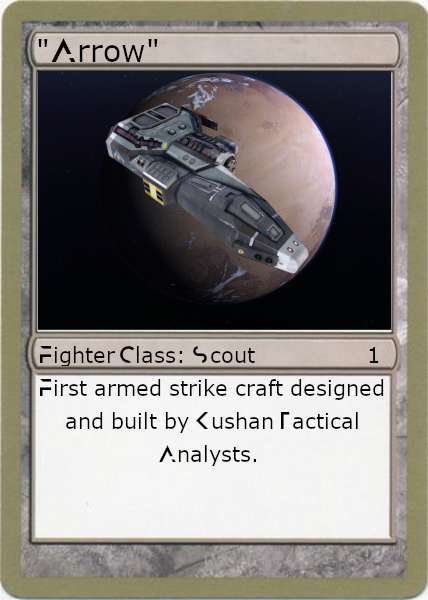 "Arrow"
Fighter Class: Scout 1
First armed strike craft designed
and built by Kushan Tactical
Analysts.